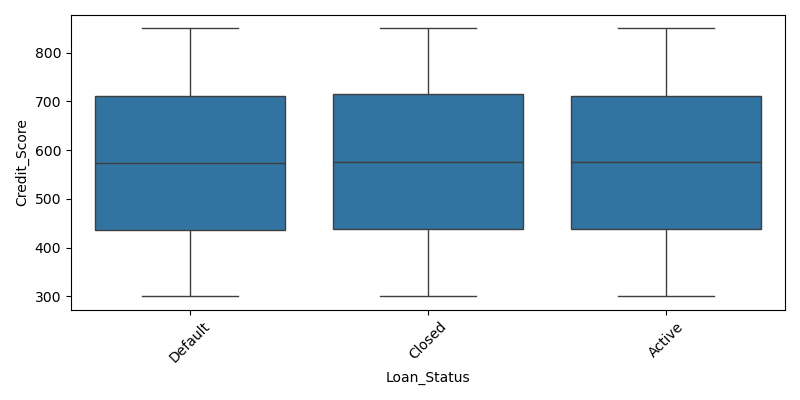 Credit_Score
800
700
600
500
400
300
Default
Closed
Active
Loan_Status